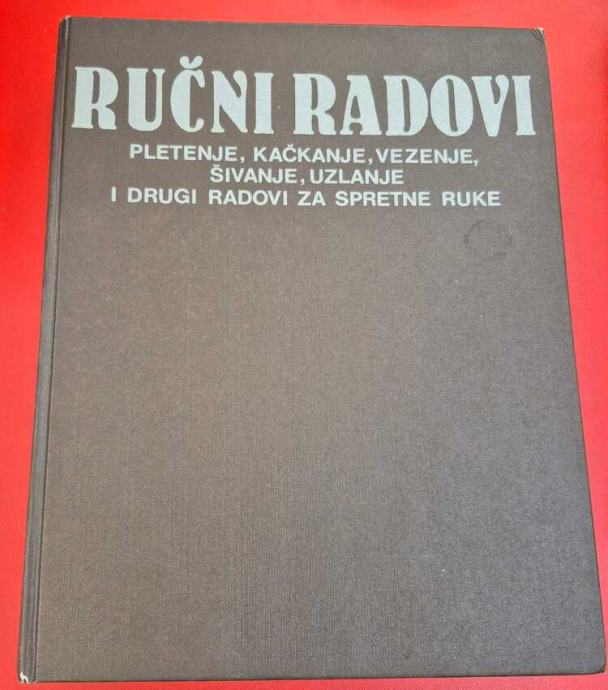 RUČNI RADOVI
PLETENJE, KAČKANJE, VEZENJE,
ŠIVANJE, UZLANJE
I DRUGI RADOVI ZA SPRETNE RUKE